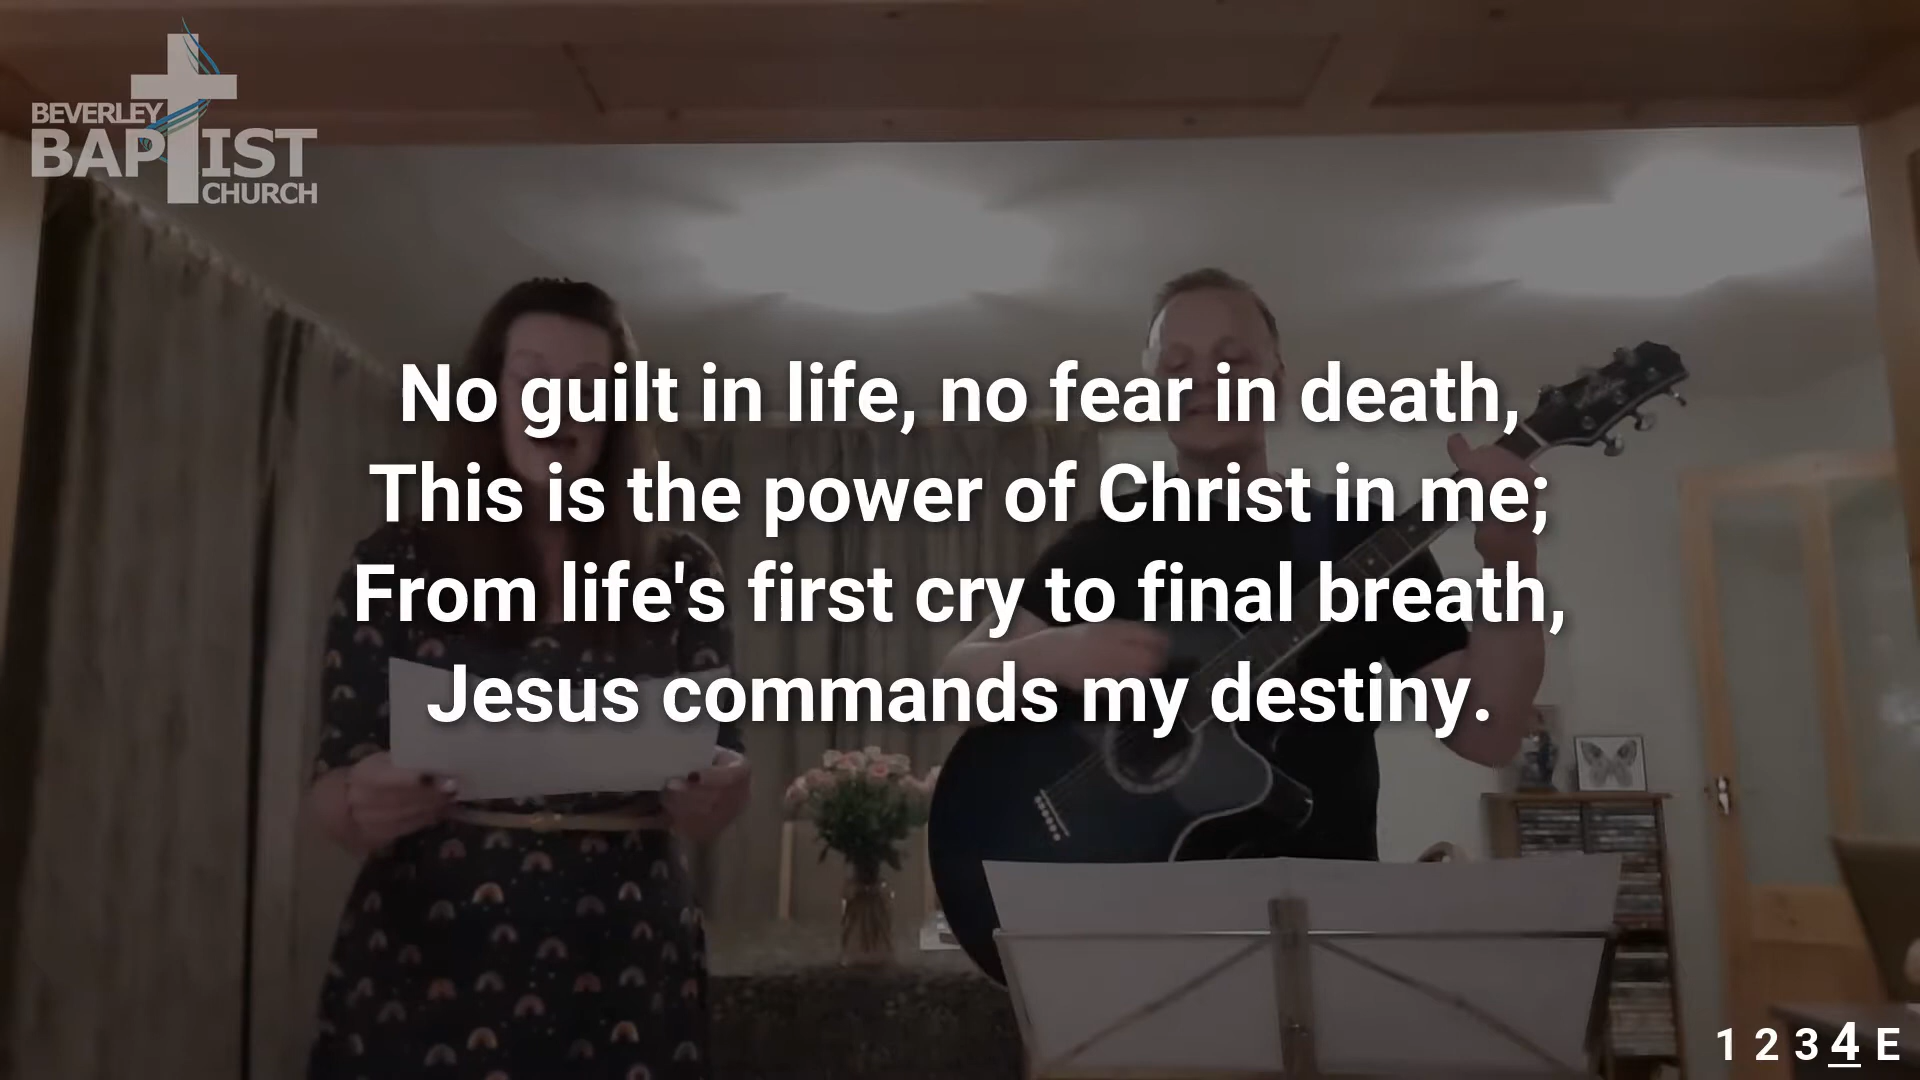 BEVERLEY
BAPTIST
CHURCH
No guilt in life, no fear in death,
This is the power of Christ in me;
From life's first cry to final breath,
Jesus commands my destiny.
1 2 3 4 E